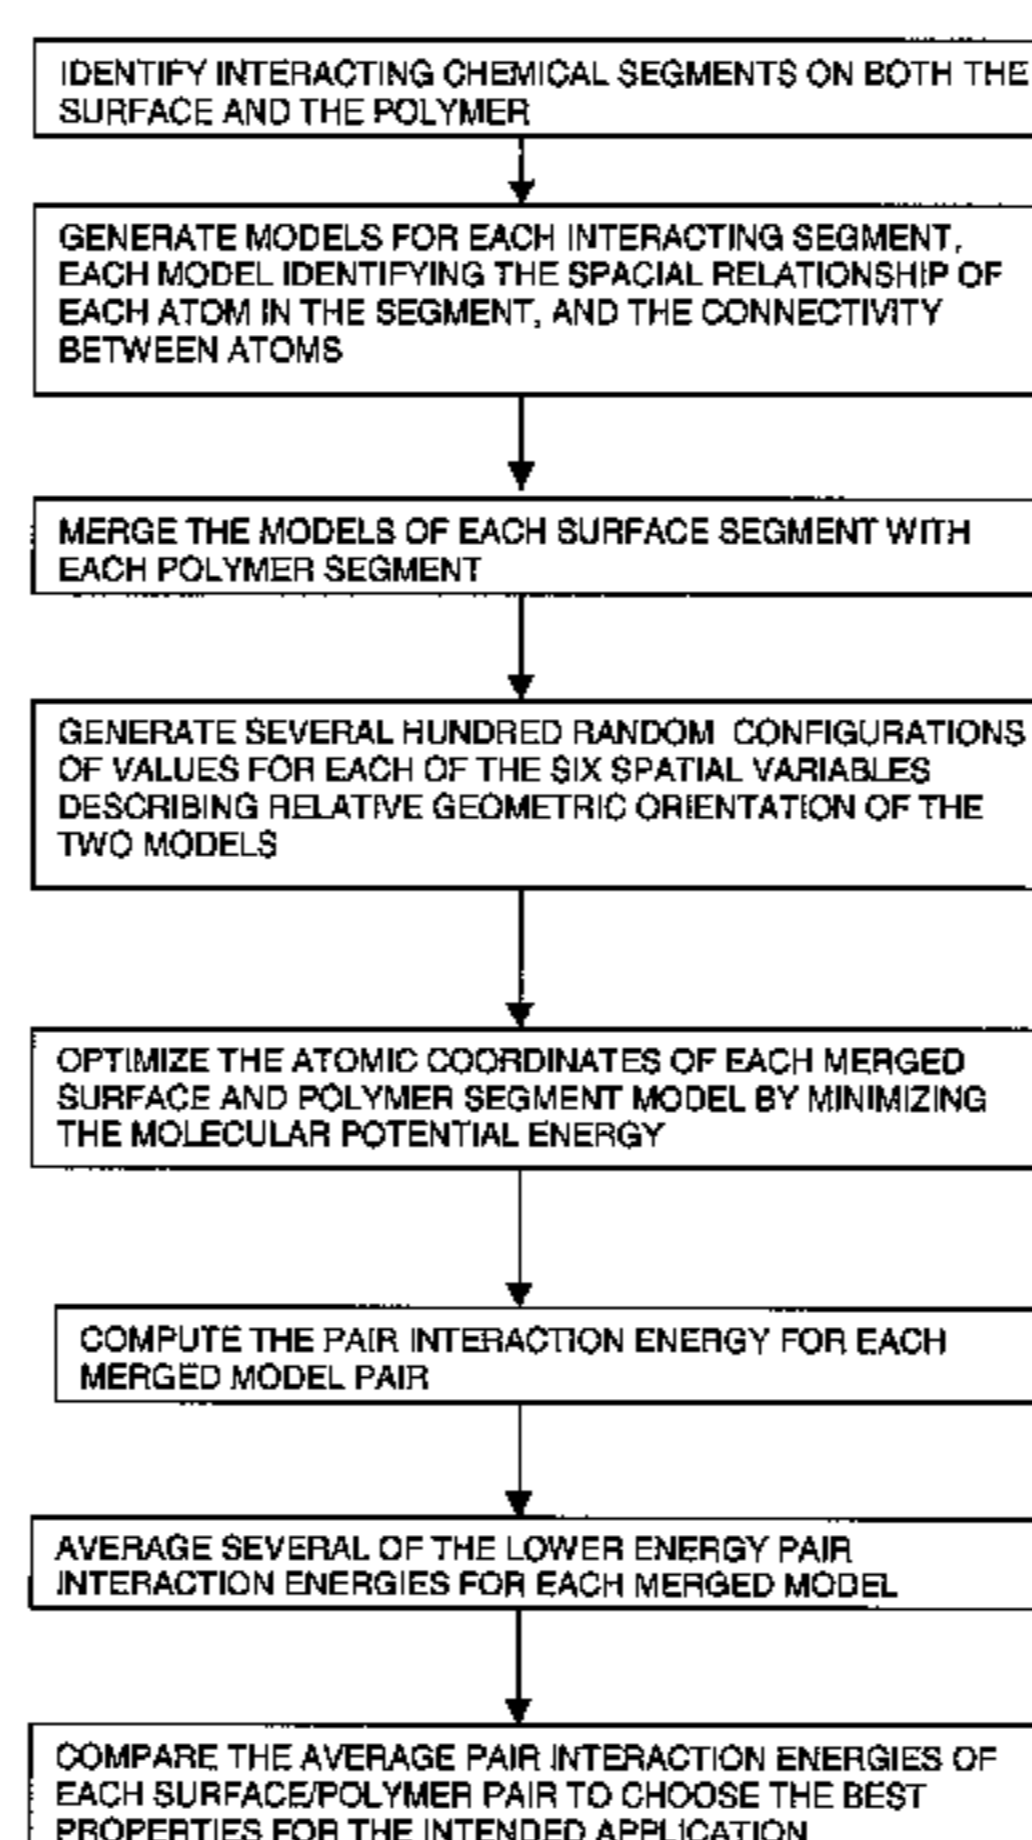 IDENTIFY INTERACTING CHEMICAL SEGMENTS ON BOTH THE
SURFACE AND THE POLYMER
GENERATE MODELS FOR EACH INTERACTING SEGMENT,
EACH MODEL IDENTIFYING THE SPACIAL RELATIONSHIP OF
EACH ATOM IN THE SEGMENT, AND THE CONNECTIVITY
BETWEEN ATOMS
MERGE THE MODELS OF EACH SURFACE SEGMENT WITH
EACH POLYMER SEGMENT
GENERATE SEVERAL HUNDRED RANDOM CONFIGURATIONS
OF VALUES FOR EACH OF THE SIX SPATIAL VARIABLES
DESCRIBING RELATIVE GEOMETRIC ORIENTATION OF THE
TWO MODELS
OPTIMIZE THE ATOMIC COORDINATES OF EACH MERGED
SURFACE AND POLYMER SEGMENT MODEL BY MINIMIZING
THE MOLECULAR POTENTIAL ENERGY
COMPUTE THE PAIR INTERACTION ENERGY FOR EACH
MERGED MODEL PAIR
AVERAGE SEVERAL OF THE LOWER ENERGY PAIR
INTERACTION ENERGIES FOR EACH MERGED MODEL
COMPARE THE AVERAGE PAIR INTERACTION ENERGIES OF
EACH SURFACE/POLYMER PAIR TO CHOOSE THE BEST
PROPERTIES FOR THE INTENDED APPLICATION